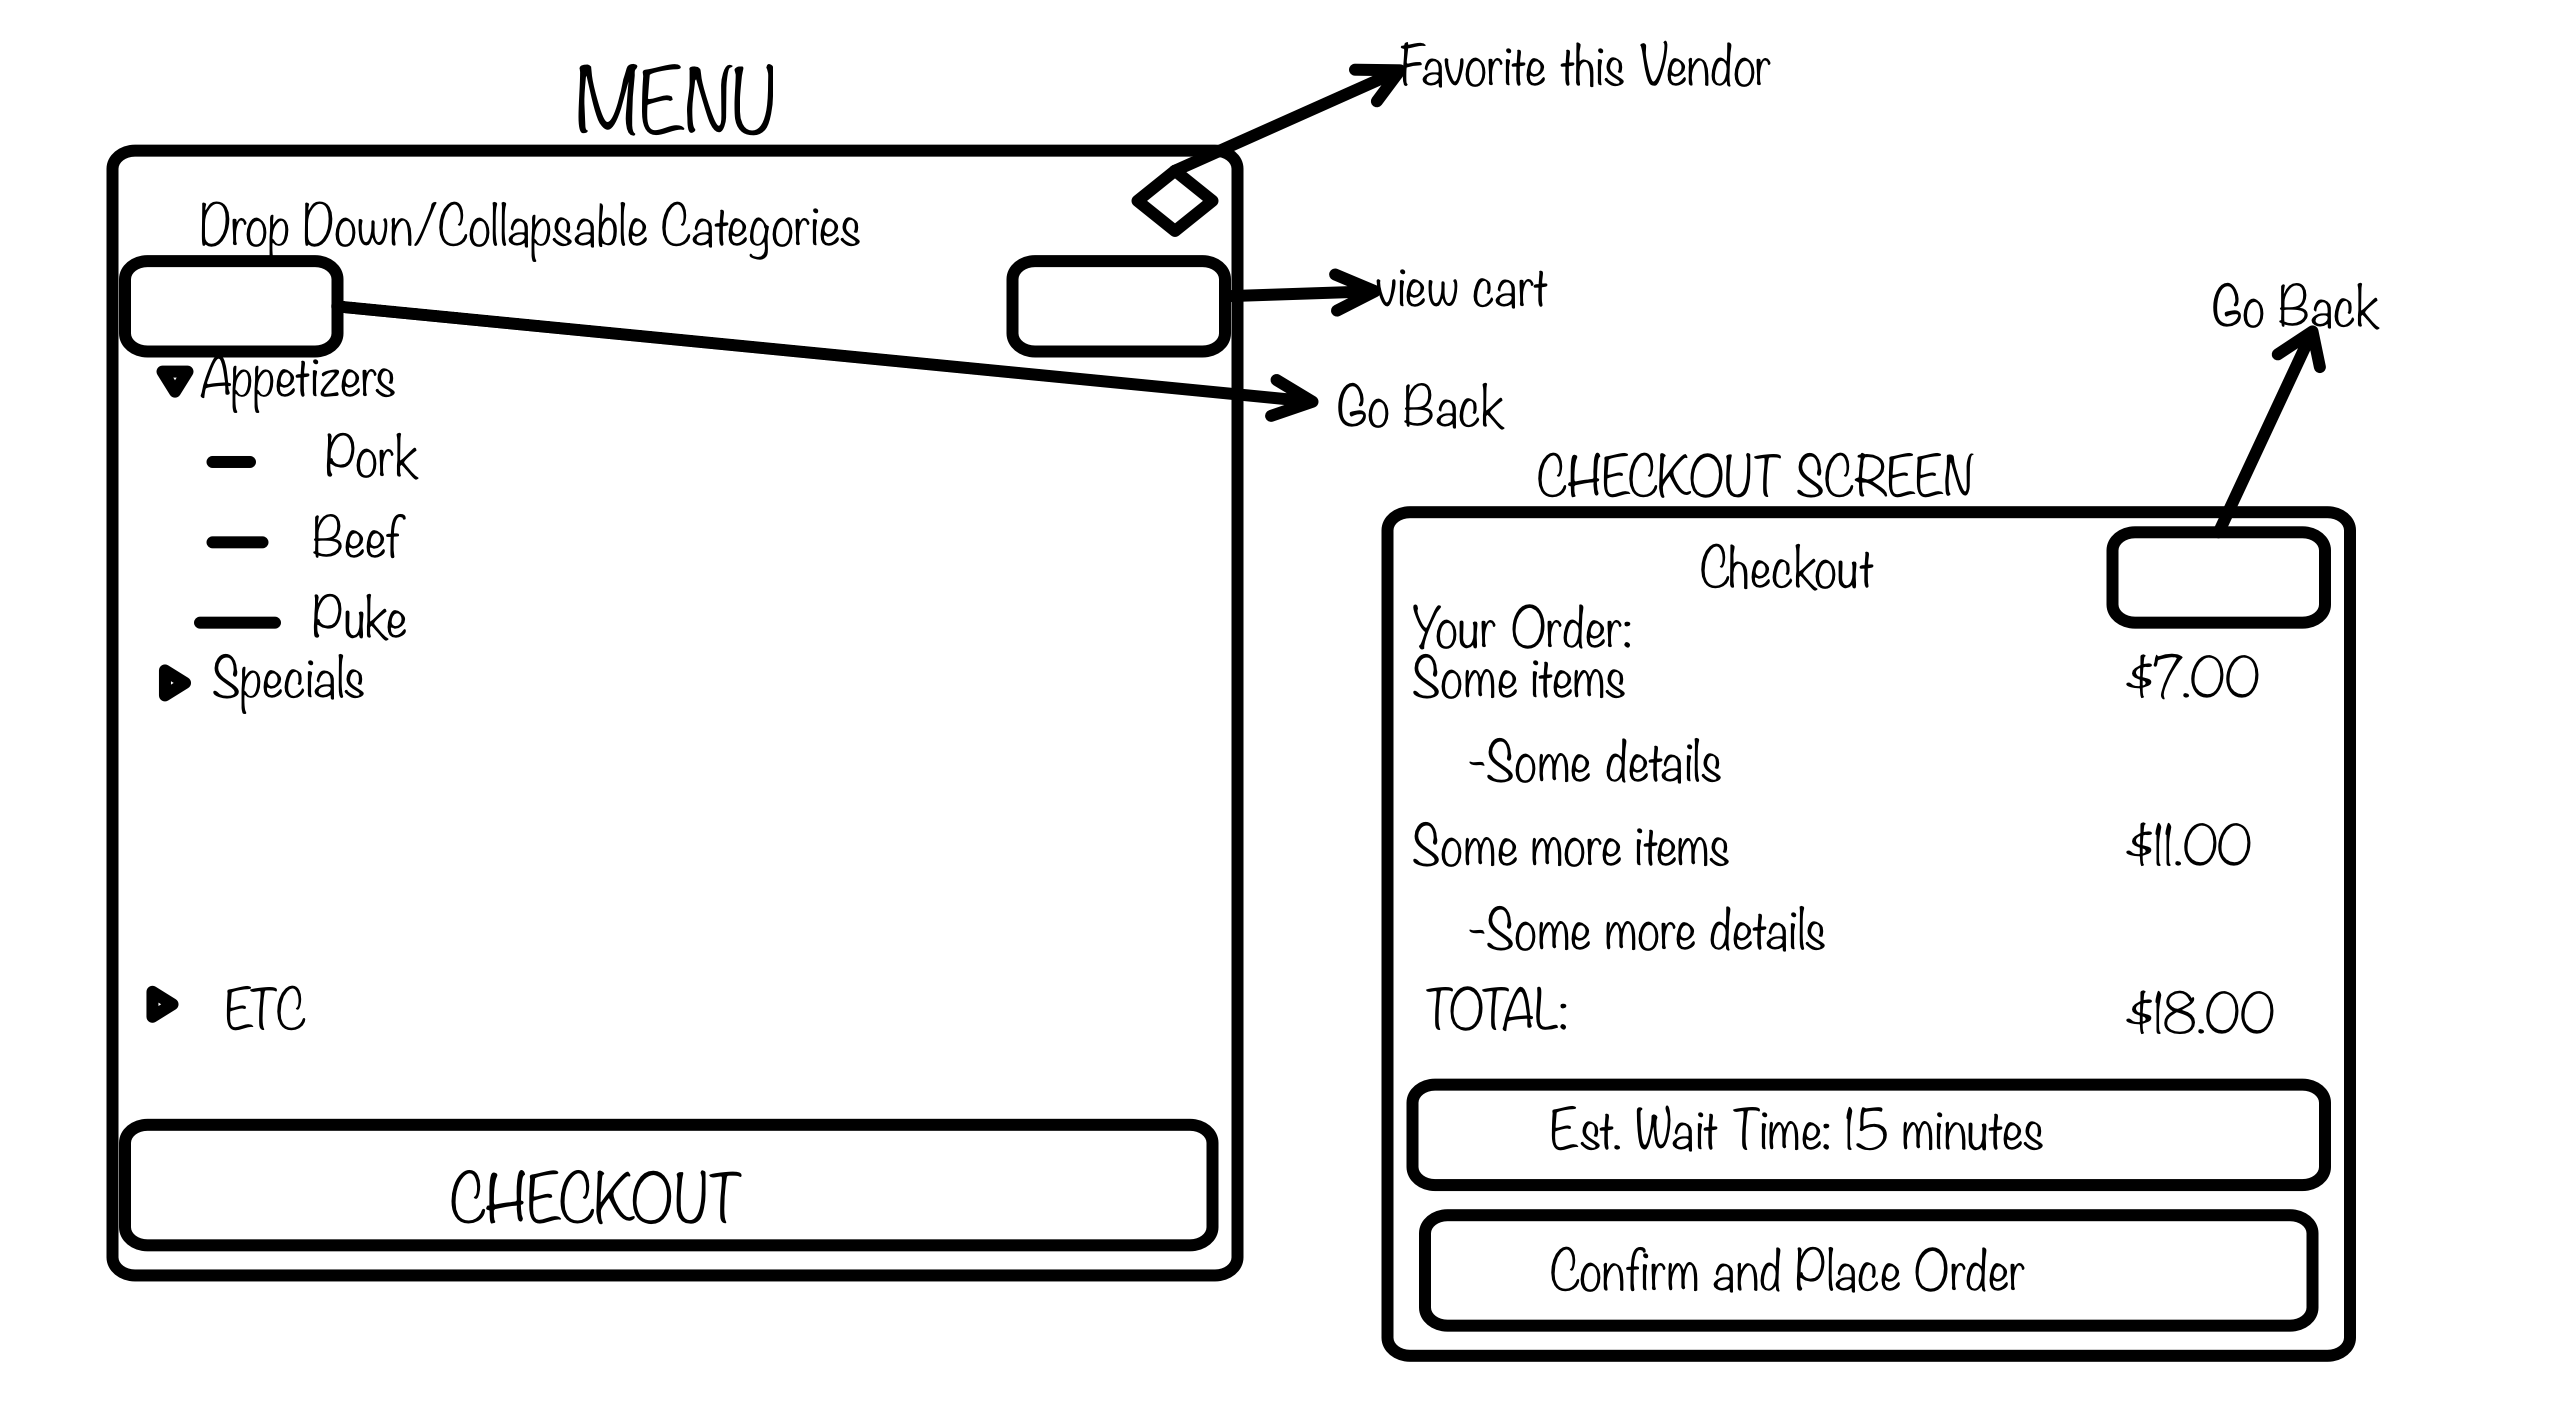 MENU
Favorite this Vendor
Drop Down/Collapsable Categories
view cart
Go Back
Appetizers
Pork
Beef
Puke
Specials
ETC
CHECKOUT
Go Back
CHECKOUT SCREEN
Checkout
Your Order:
Some items $7.00
-Some details
Some more items $11.00
-Some more details
TOTAL: $18.00
Est. Wait Time: 15 minutes
Confirm and Place Order